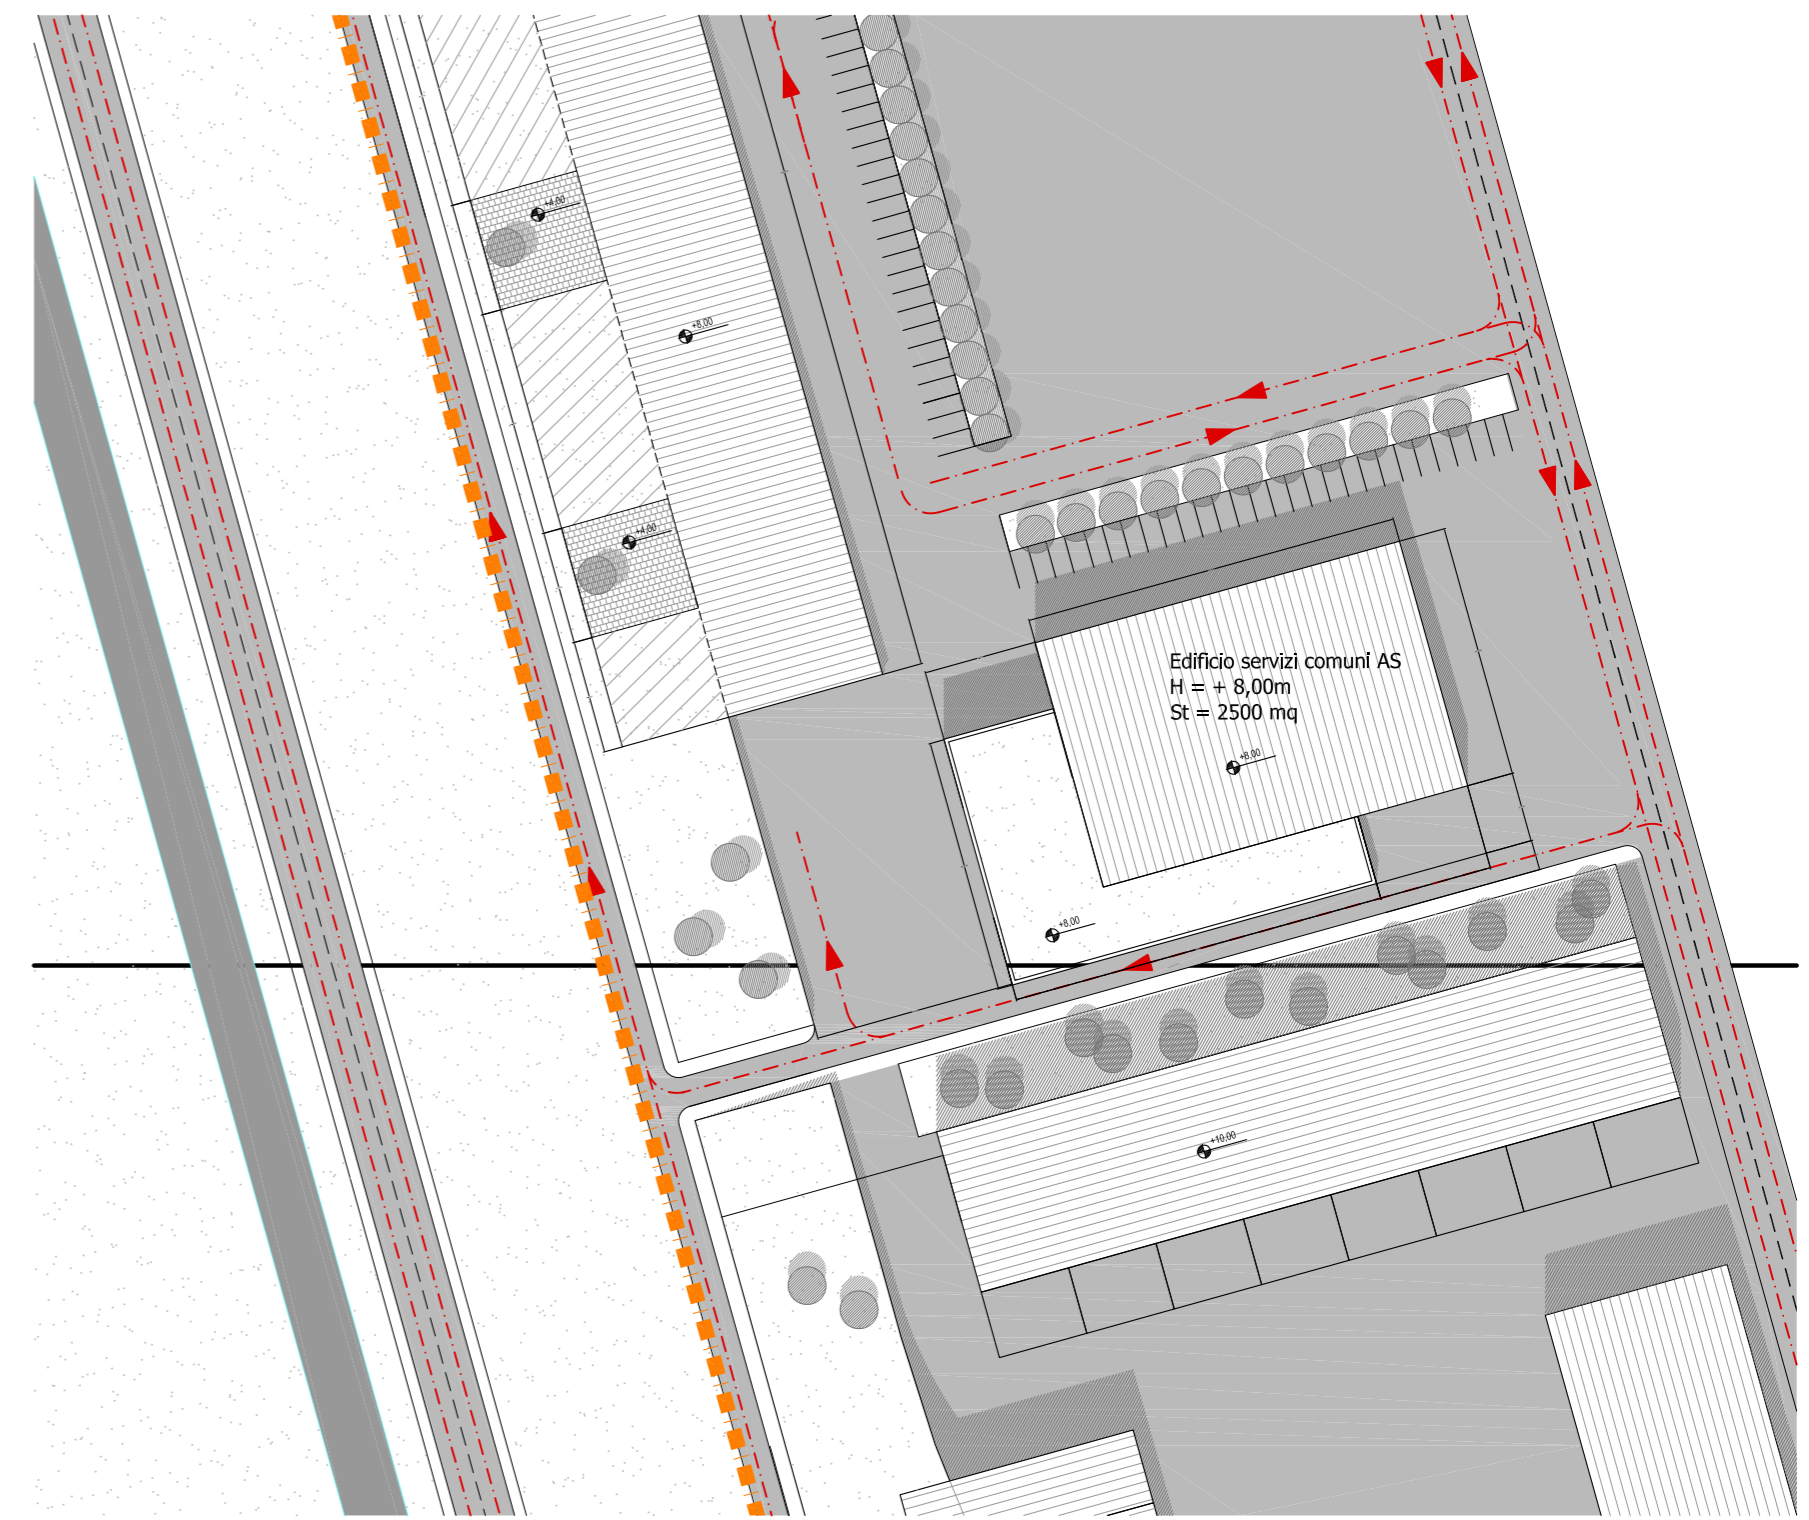 +4,00
+8,00
+4,00
Edificio servizi comuni AS
H = + 8,00m
St = 2500 mq
+8,00
+8,00
+10,00